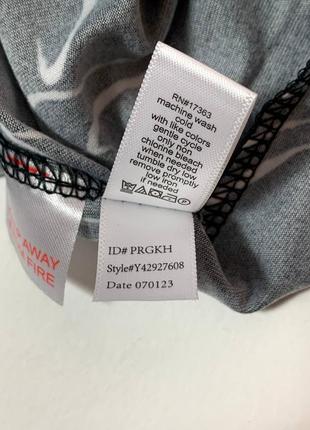 RN#17363
machine wash
cold
with like colors
gentle cycle
only non
chlorine bleach
when needed
tumble dry low
remove promptly
low iron
if needed
AWAY
FIRE
ID# PRGKH
Style#Y42927608
Date 070123